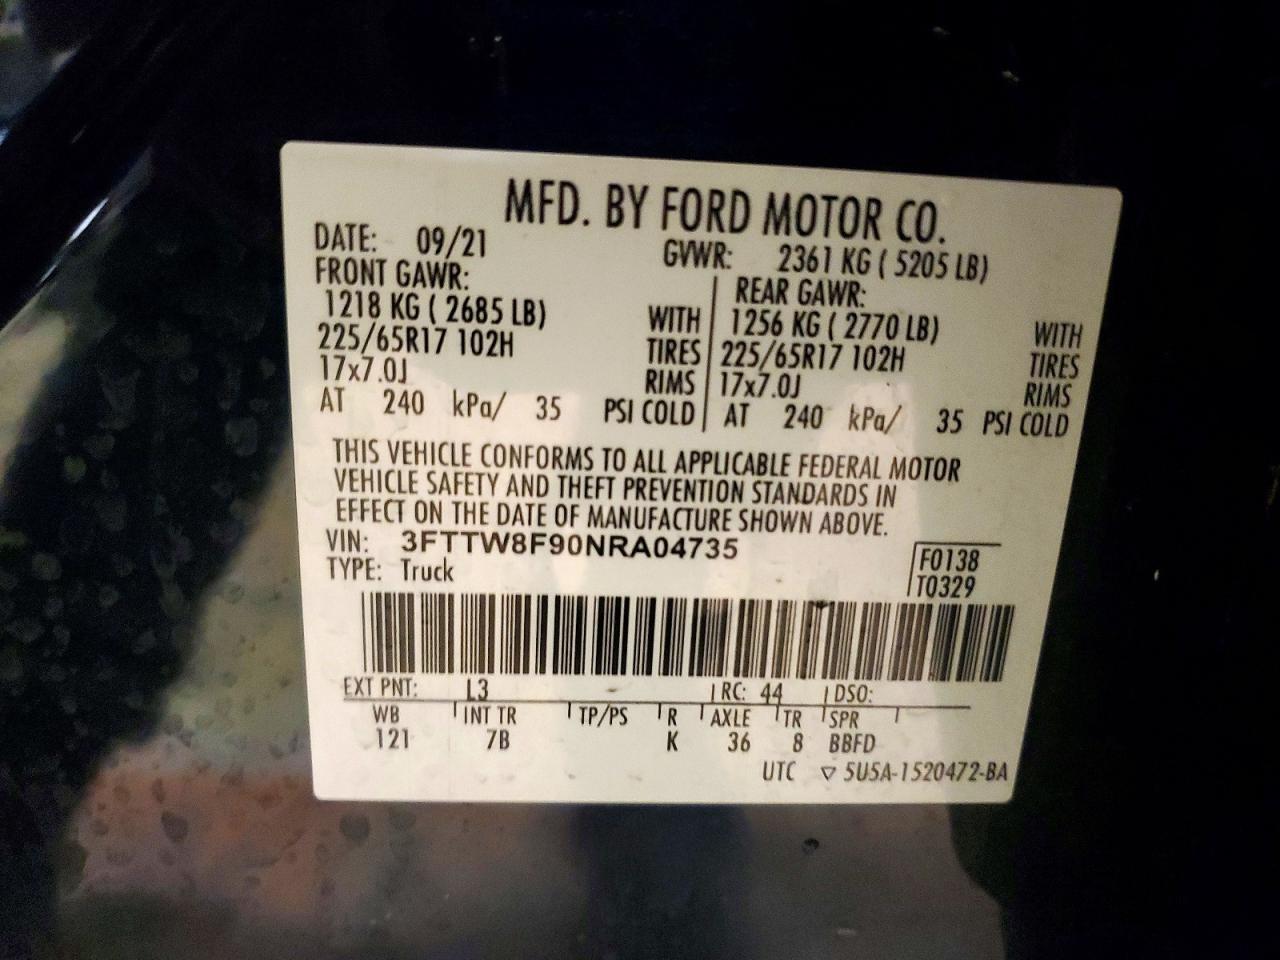 MFD. BY FORD MOTOR CO.
DATE: 09/21 GVWR: 2361 KG ( 5205 LB)
FRONT GAWR: REAR GAWR:
1218 KG ( 2685 LB) WITH 1256 KG ( 2770 LB) WITH
225/65R17 102H TIRES 225/65R17 102H TIRES
17x7.0J RIMS 17x7.0J RIMS
AT 240 kPa/ 35 PSI COLD AT 240 kPa/ 35 PSI COLD
THIS VEHICLE CONFORMS TO ALL APPLICABLE FEDERAL MOTOR
VEHICLE SAFETY AND THEFT PREVENTION STANDARDS IN
EFFECT ON THE DATE OF MANUFACTURE SHOWN ABOVE.
VIN: 3FTTW8F90NRA04735 F0138
TYPE: Truck T0329
EXT PNT: L3 RC: 44 DSO:
WB INT TR TP/PS R AXLE TR SPR
121 7B K 36 8 BBFD
UTC ▽ 5U5A-1520472-BA